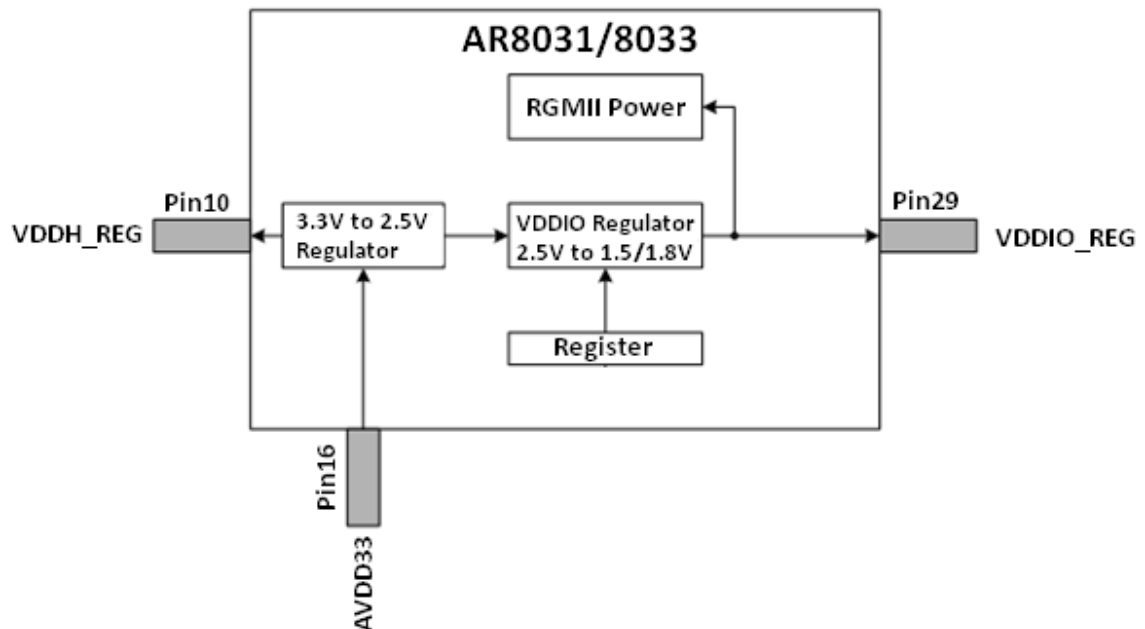 AR8031/8033
RGMII Power
Pin10
Pin29
VDDH_REG
3.3V to 2.5V
Regulator
VDDIO Regulator
2.5V to 1.5/1.8V
VDDIO_REG
Register
Pin16
AVDD33